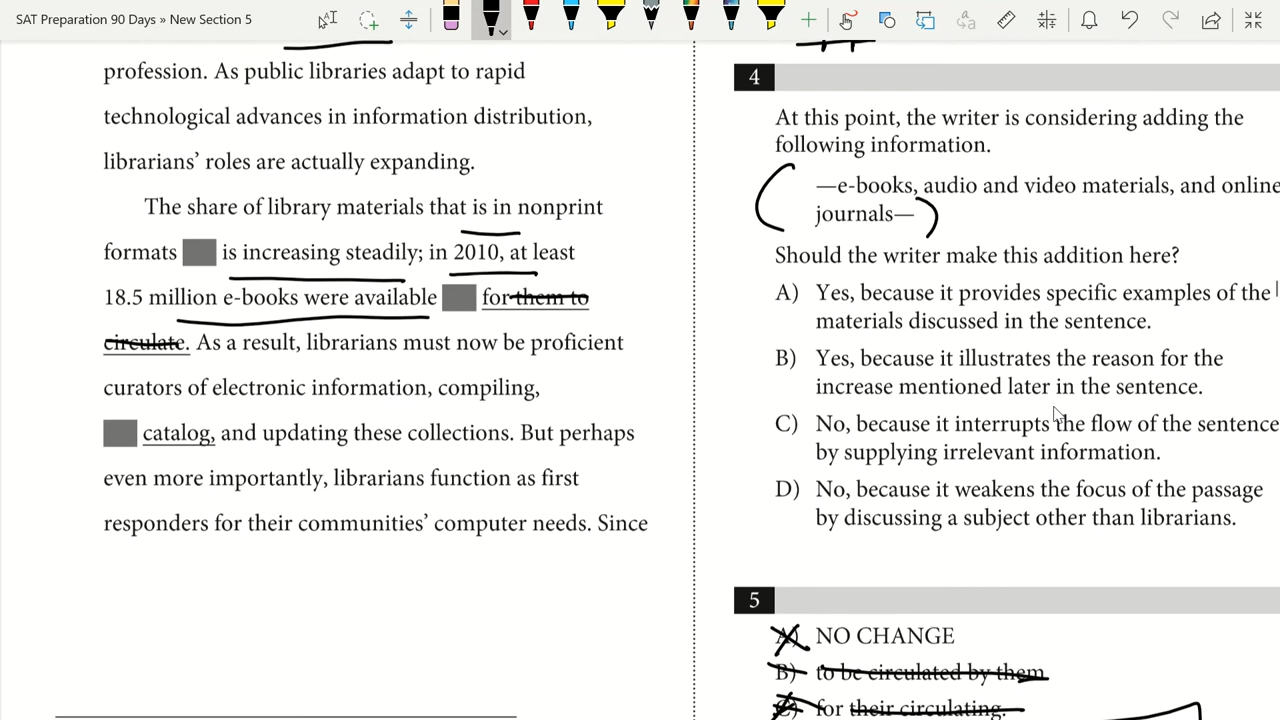 SAT Preparation 90 Days » New Section 5
profession. As public libraries adapt to rapid
technological advances in information distribution,
librarians’ roles are actually expanding.
The share of library materials that is in nonprint
formats is increasing steadily; in 2010, at least
18.5 million e-books were available for them to
circulate. As a result, librarians must now be proficient
curators of electronic information, compiling,
catalog, and updating these collections. But perhaps
even more importantly, librarians function as first
responders for their communities’ computer needs. Since
4
At this point, the writer is considering adding the
following information.
—e-books, audio and video materials, and online
journals—
Should the writer make this addition here?
A) Yes, because it provides specific examples of the
materials discussed in the sentence.
B) Yes, because it illustrates the reason for the
increase mentioned later in the sentence.
C) No, because it interrupts the flow of the sentence
by supplying irrelevant information.
D) No, because it weakens the focus of the passage
by discussing a subject other than librarians.
5
A) NO CHANGE
B) to be circulated by them
C) for their circulating.